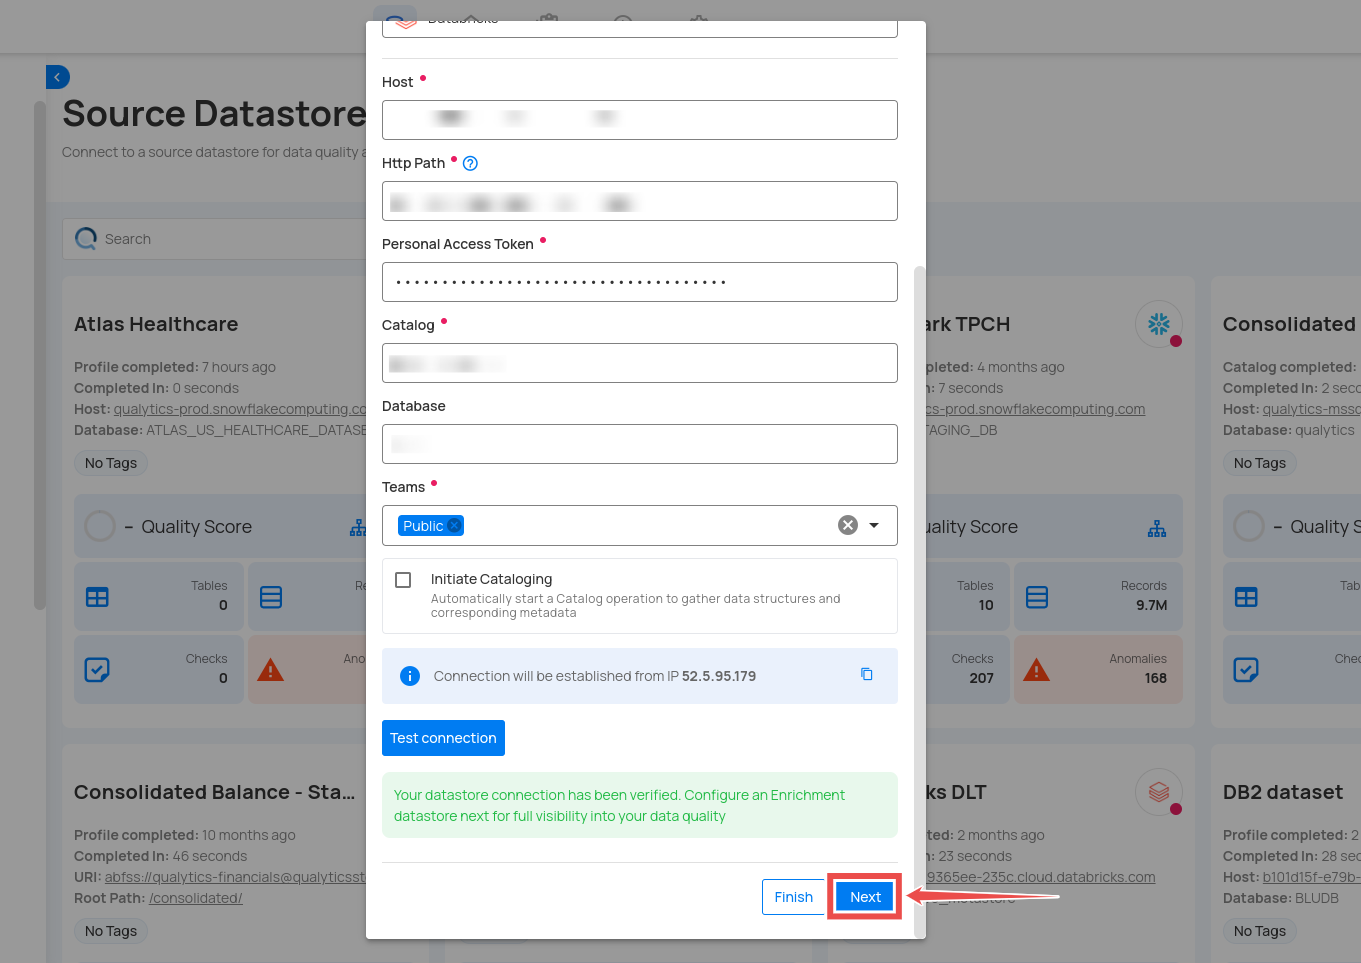 Databricks
Host
Source Datastore
Connect to a source datastore for data quality
Http Path
Personal Access Token
Search
Catalog
Database
Teams
Public
Initiate Cataloging
Automatically start a Catalog operation to gather data structures and
corresponding metadata
Connection will be established from IP 52.5.95.179
Test connection
Your datastore connection has been verified. Configure an Enrichment
datastore next for full visibility into your data quality
Finish
Next
Atlas Healthcare
Profile completed: 7 hours ago
Completed In: 0 seconds
Host: qualytics-prod.snowflakecomputing.co
Database: ATLAS_US_HEALTHCARE_DATASE
No Tags
– Quality Score
Tables
0
Re
Checks
0
Ano
ark TPCH
pleted: 4 months ago
n: 7 seconds
cs-prod.snowflakecomputing.com
TAGING_DB
uality Score
Tables
10
Records
9.7M
Checks
207
Anomalies
168
Consolidated
Catalog completed:
Completed In: 2 sec
Host: qualytics-mssq
Database: qualytics
No Tags
– Quality S
Tab
Chec
Consolidated Balance - Sta...
Profile completed: 10 months ago
Completed In: 46 seconds
URI: abfss://qualytics-financials@qualyticsst
Root Path: /consolidated/
No Tags
ks DLT
ted: 2 months ago
n: 23 seconds
9365ee-235c.cloud.databricks.com
_metastore
DB2 dataset
Profile completed: 2
Completed In: 28 sec
Host: b101d15f-e79b-
Database: BLUDB
No Tags